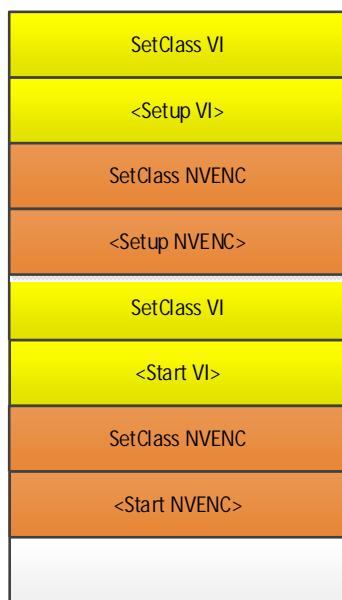 SetClass VI
<Setup VI>
SetClass NVENC
<Setup NVENC>
SetClass VI
<Start VI>
SetClass NVENC
<Start NVENC>